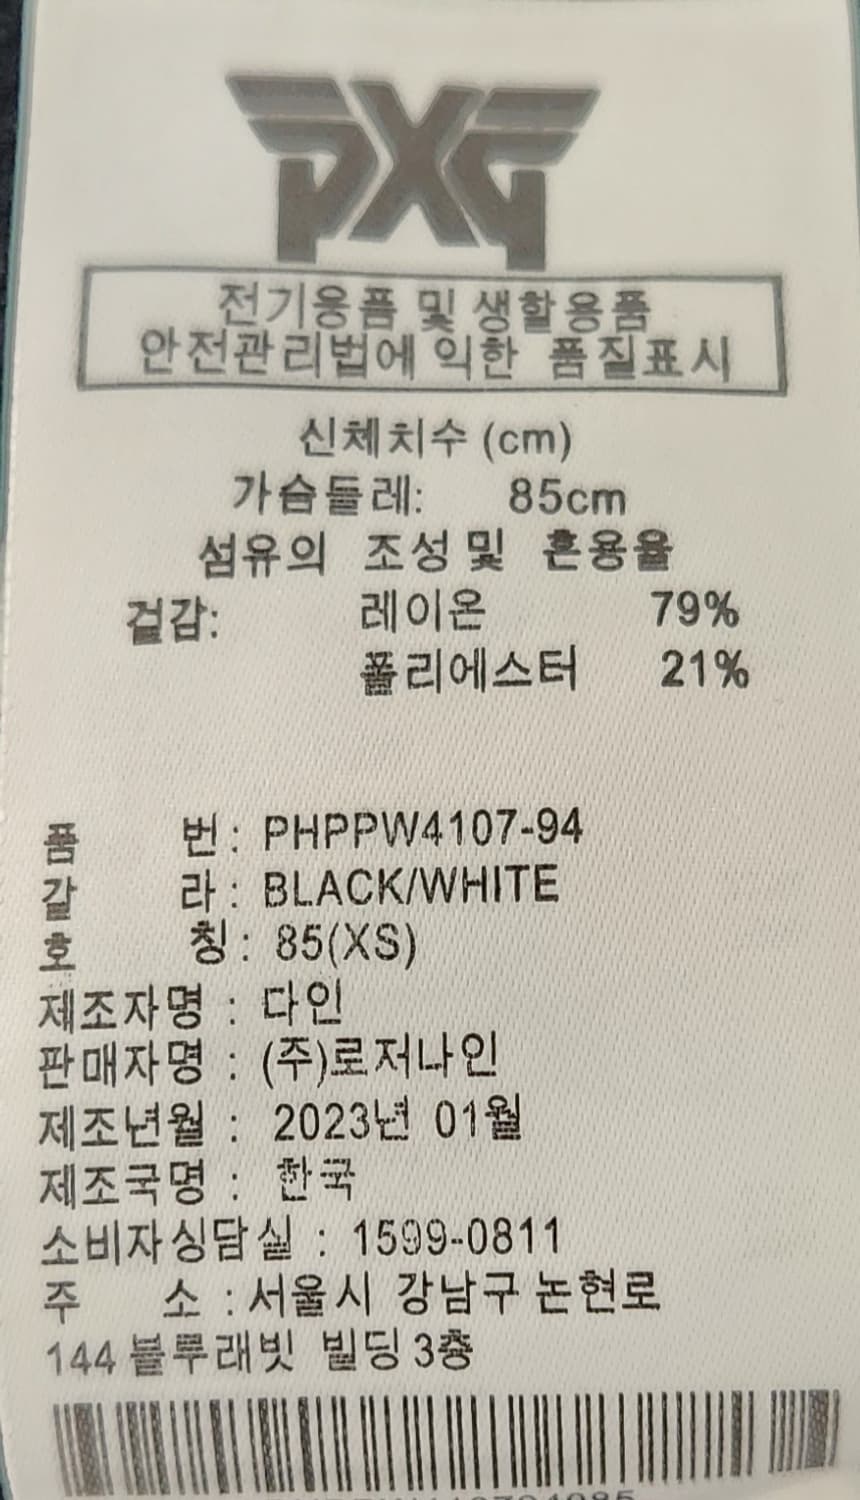 PXG
전기용품 및 생활용품
안전관리법에 의한 품질표시
신체치수 (cm)
가슴둘레: 85cm
섬유의 조성및 혼용율
겉감: 레이온 79%
폴리에스터 21%
품 번 : PHPPW4107-94
칼 라 : BLACK/WHITE
호 칭 : 85(XS)
제조자명 : 다인
판매자명 : (주)로저나인
제조년월 : 2023년 01월
제조국명 : 한국
소비자상담실 : 1599-0811
주 소 : 서울시 강남구 논현로
144 블루래빗 빌딩 3층